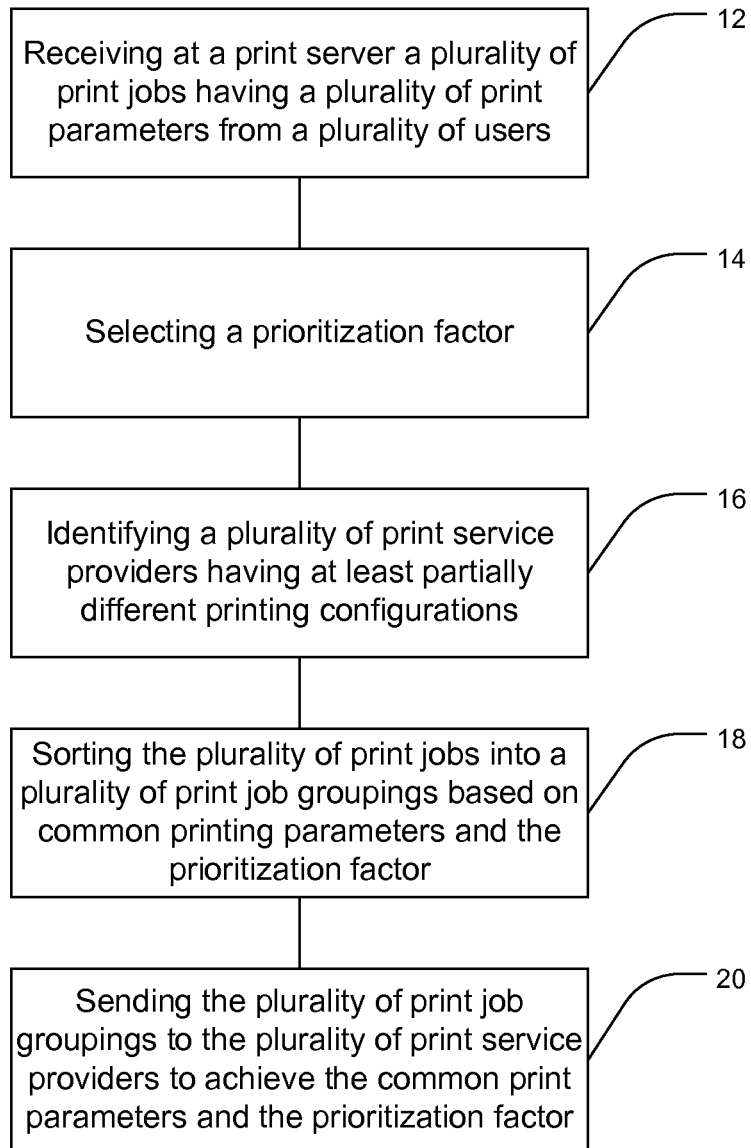 12
Receiving at a print server a plurality of
print jobs having a plurality of print
parameters from a plurality of users
14
Selecting a prioritization factor
16
Identifying a plurality of print service
providers having at least partially
different printing configurations
18
Sorting the plurality of print jobs into a
plurality of print job groupings based on
common printing parameters and the
prioritization factor
20
Sending the plurality of print job
groupings to the plurality of print service
providers to achieve the common print
parameters and the prioritization factor